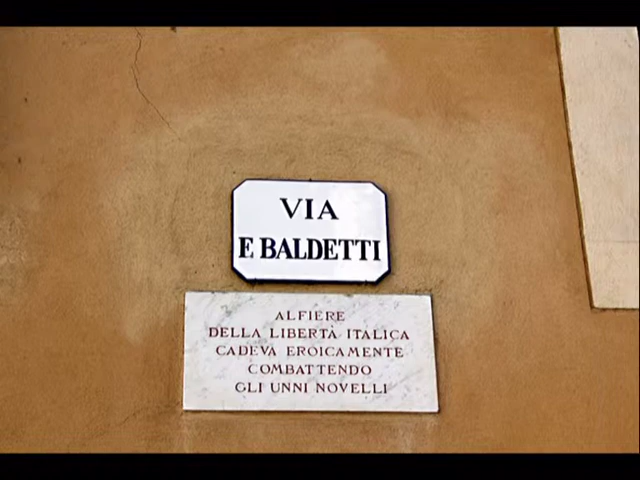 VIA
E BALDETTI
ALFIERE
DELLA LIBERTÀ ITALICA
CADEVA EROICAMENTE
COMBATTENDO
GLI UNNI NOVELLI